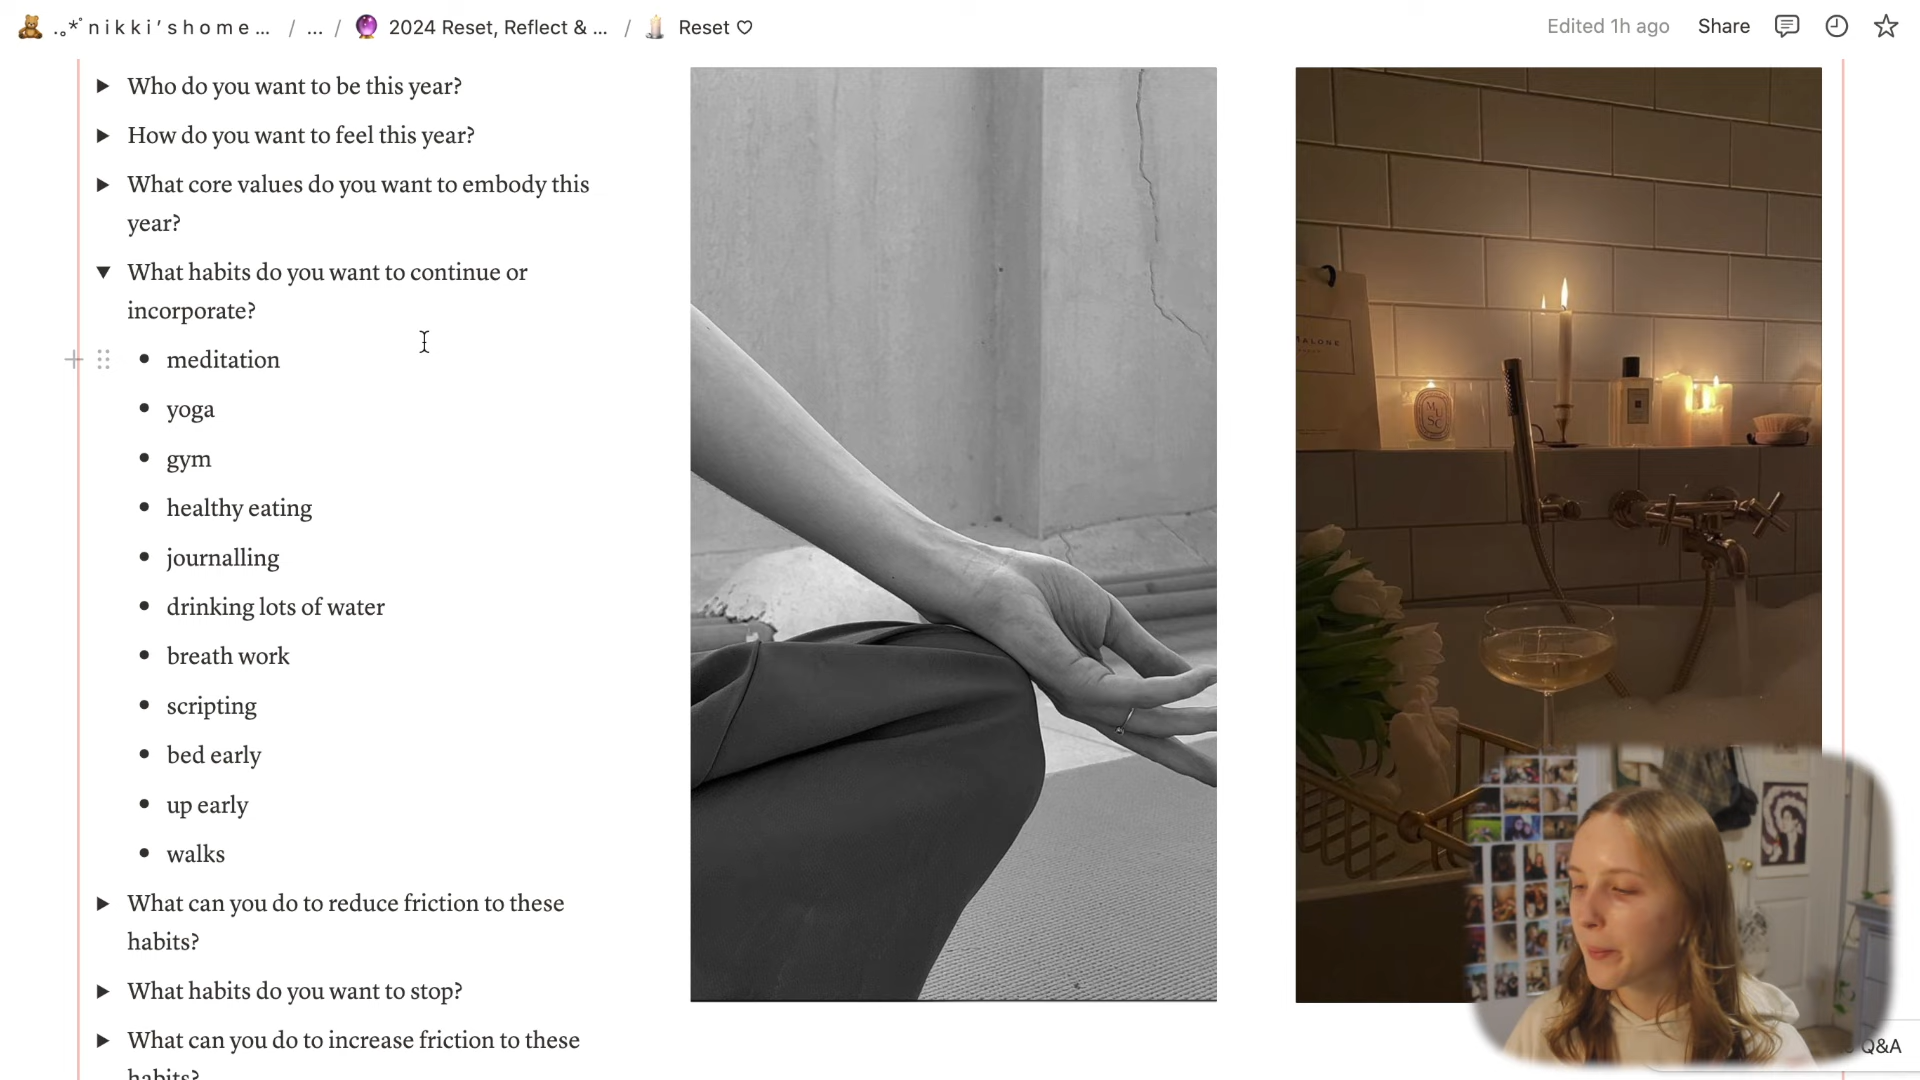 .｡*ﾟn i k k i ’ s h o m e ... / ... / 2024 Reset, Reflect & ... / Reset ♡
Edited 1h ago Share
Who do you want to be this year?
How do you want to feel this year?
What core values do you want to embody this
year?
What habits do you want to continue or
incorporate?
meditation
yoga
gym
healthy eating
journalling
drinking lots of water
breath work
scripting
bed early
up early
walks
What can you do to reduce friction to these
habits?
What habits do you want to stop?
What can you do to increase friction to these
habits?
MALONE
MU
SC
Q&A